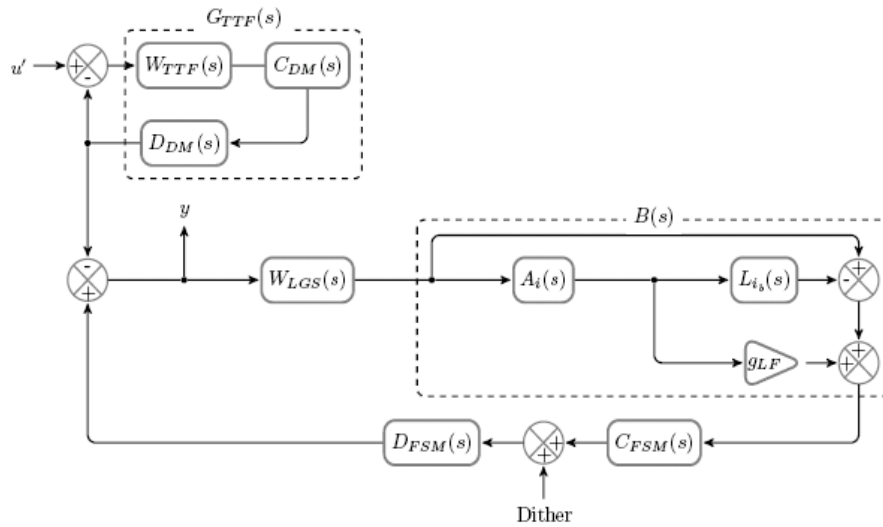 G_{TTF}(s)
u'
+
-
W_{TTF}(s)
C_{DM}(s)
D_{DM}(s)
y
B(s)
-
+
W_{LGS}(s)
A_i(s)
L_{i_b}(s)
+
-
g_{LF}
+
+
D_{FSM}(s)
+
+
C_{FSM}(s)
Dither